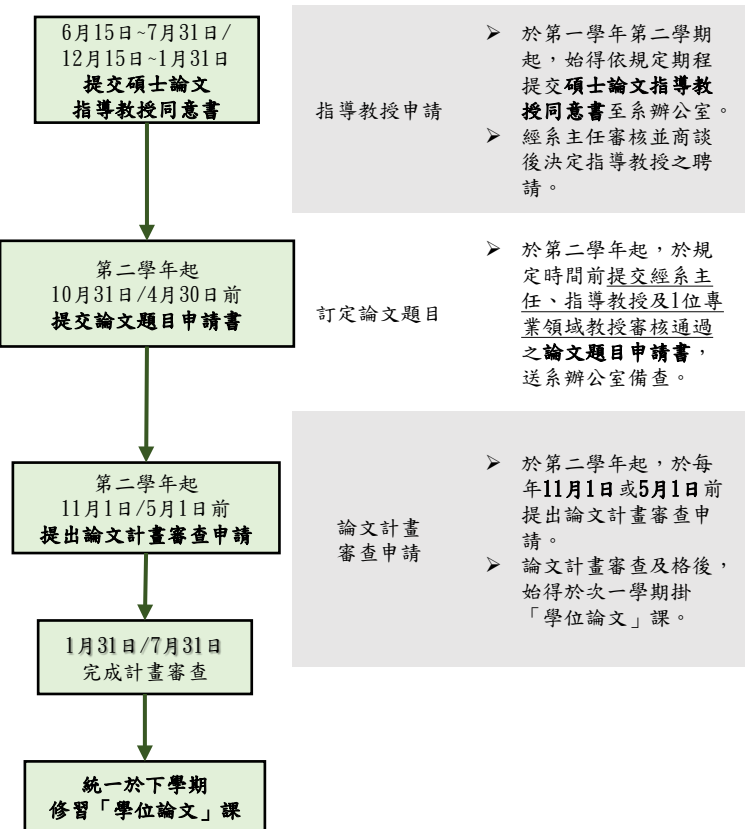 6月15日~7月31日/
12月15日~1月31日
提交碩士論文
指導教授同意書
指導教授申請
➢ 於第一學年第二學期
起，始得依規定期程
提交碩士論文指導教
授同意書至系辦公室。
➢ 經系主任審核並商談
後決定指導教授之聘
請。
第二學年起
10月31日/4月30日前
提交論文題目申請書
訂定論文題目
➢ 於第二學年起，於規
定時間前提交經系主
任、指導教授及1位專
業領域教授審核通過
之論文題目申請書，
送系辦公室備查。
第二學年起
11月1日/5月1日前
提出論文計畫審查申請
論文計畫
審查申請
➢ 於第二學年起，於每
年11月1日或5月1日前
提出論文計畫審查申
請。
➢ 論文計畫審查及格後，
始得於次一學期掛
「學位論文」課。
1月31日/7月31日
完成計畫審查
統一於下學期
修習「學位論文」課